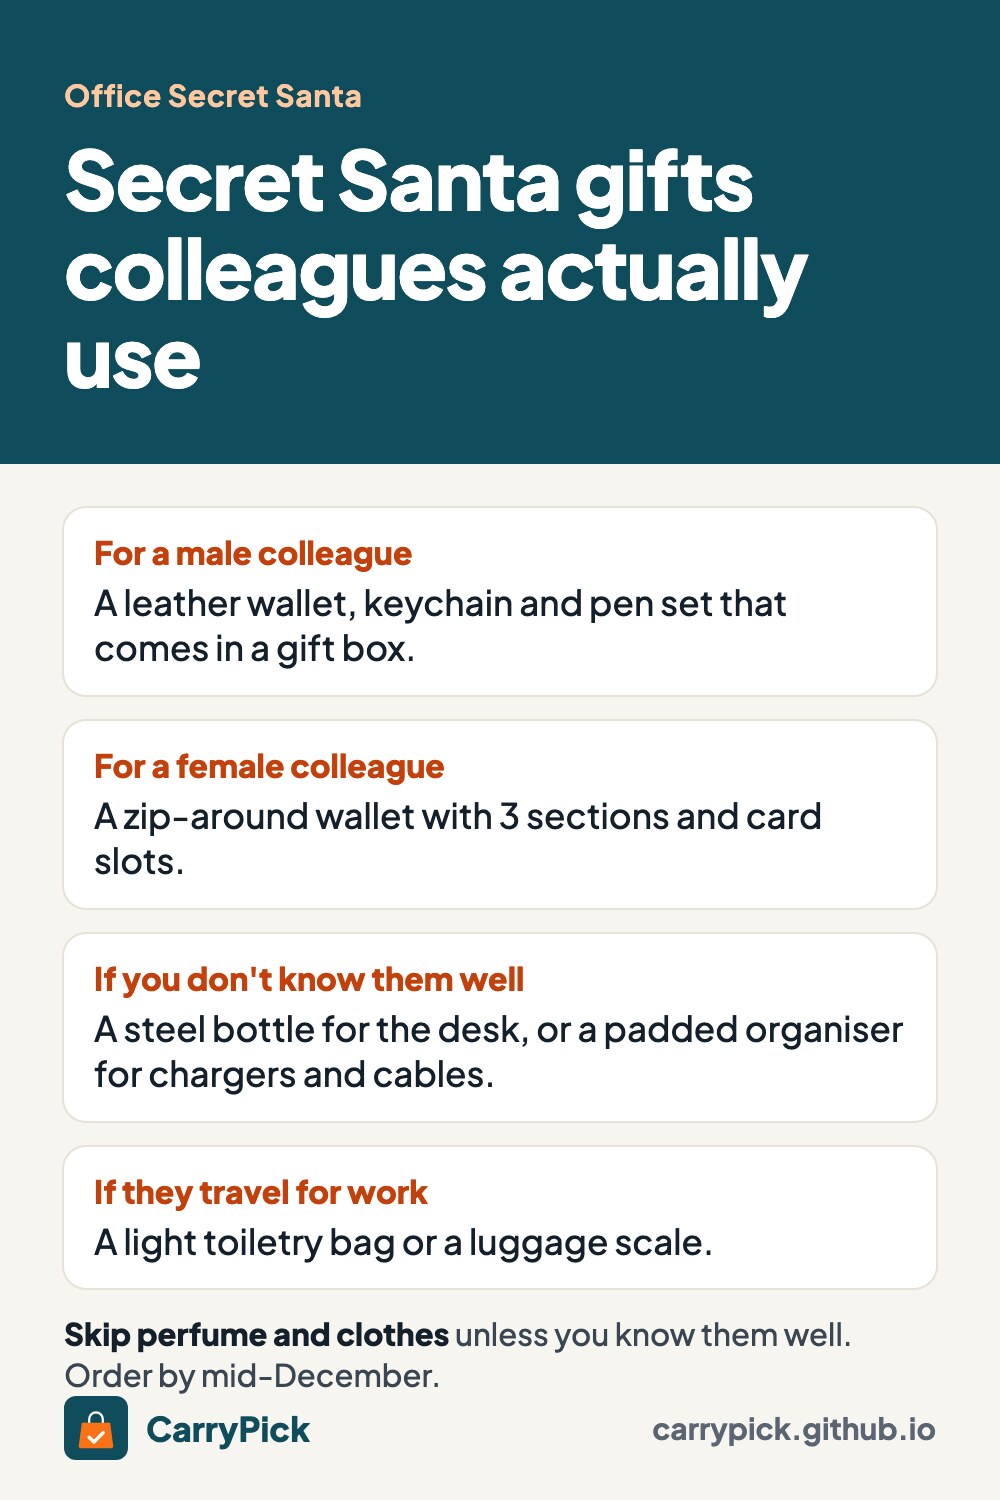 Office Secret Santa
Secret Santa gifts
colleagues actually
use
For a male colleague
A leather wallet, keychain and pen set that
comes in a gift box.
For a female colleague
A zip-around wallet with 3 sections and card
slots.
If you don't know them well
A steel bottle for the desk, or a padded organiser
for chargers and cables.
If they travel for work
A light toiletry bag or a luggage scale.
Skip perfume and clothes unless you know them well.
Order by mid-December.
CarryPick
carrypick.github.io